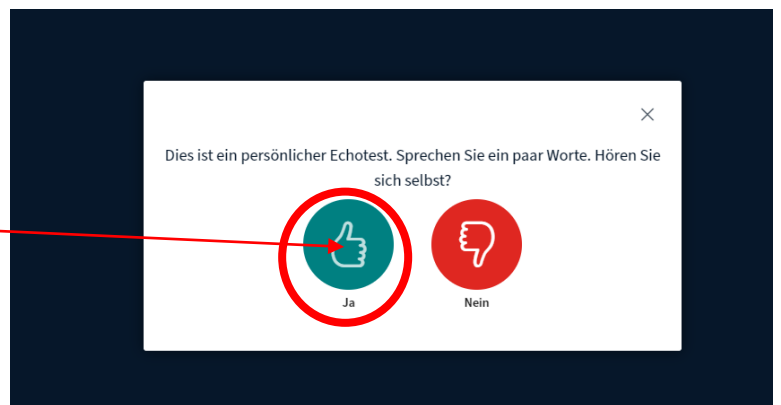 Dies ist ein persönlicher Echotest. Sprechen Sie ein paar Worte. Hören Sie
sich selbst?
Ja
Nein